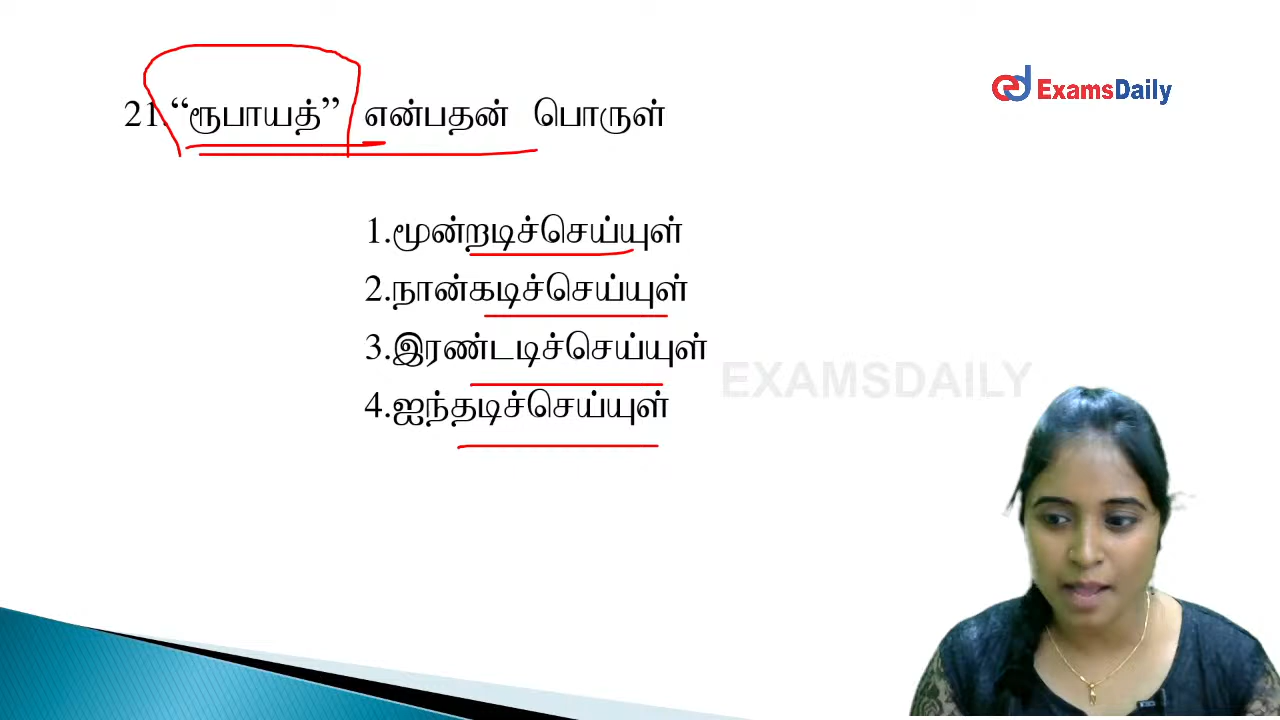 ExamsDaily
21. “ரூபாயத்” என்பதன் பொருள்
1.மூன்றடிச்செய்யுள்
2.நான்கடிச்செய்யுள்
3.இரண்டடிச்செய்யுள்
4.ஐந்தடிச்செய்யுள்
EXAMSDAILY